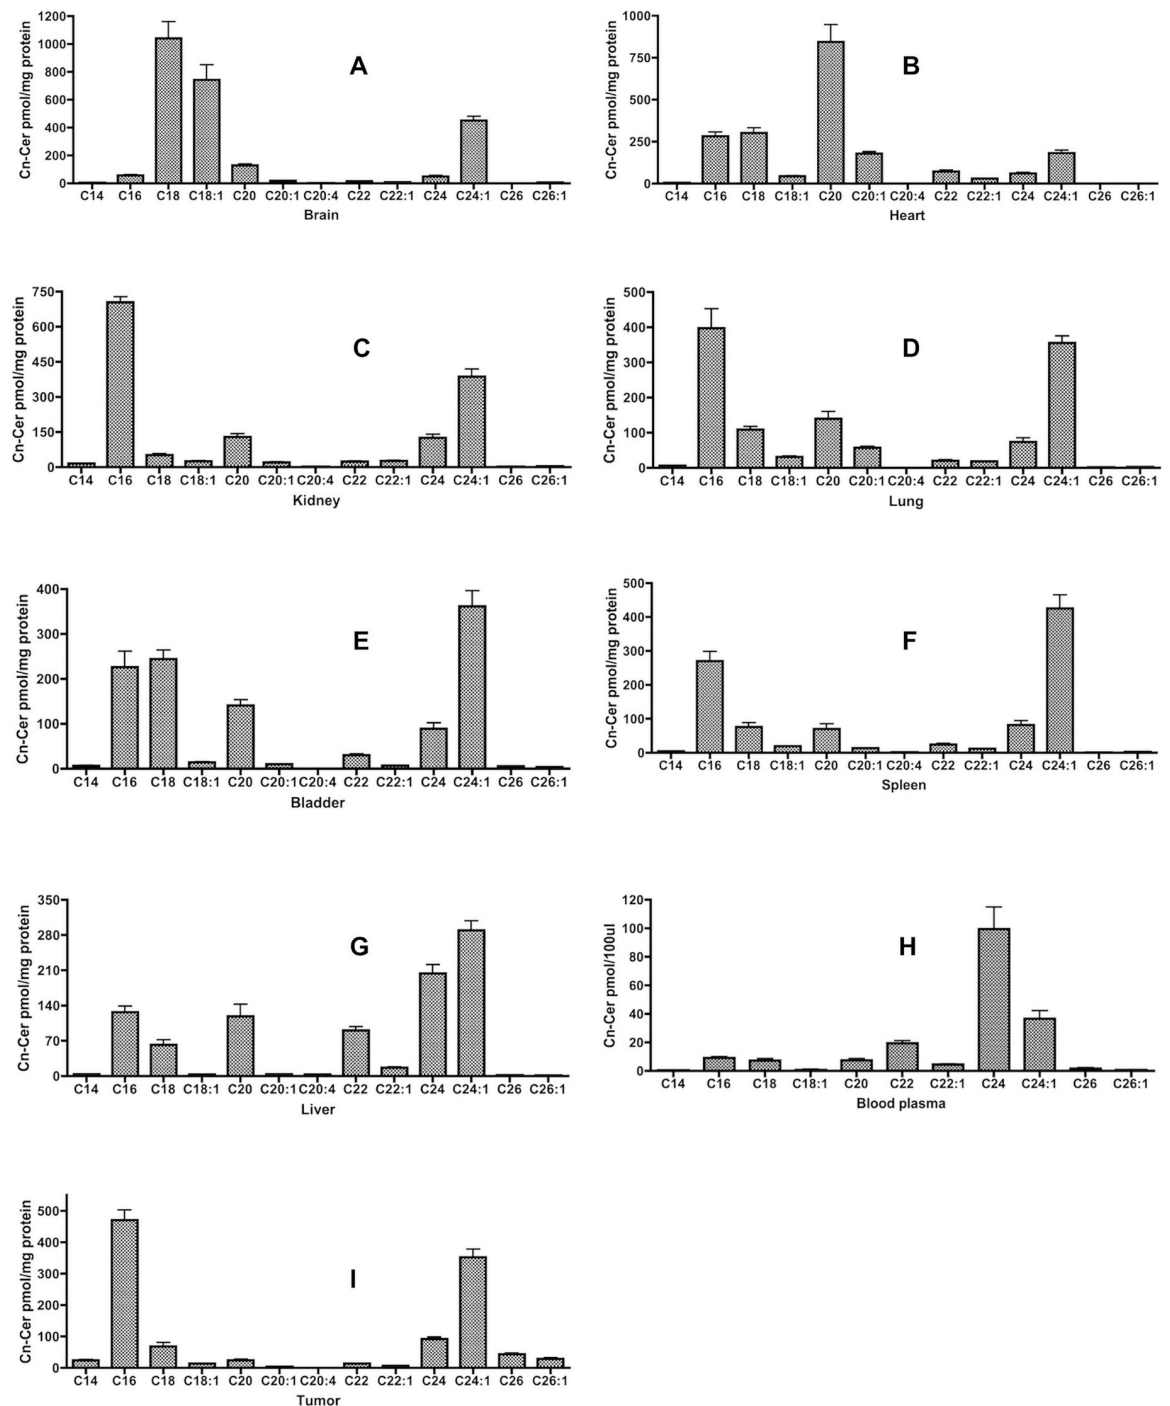 Cn-Cer pmol/mg protein
1200
1000
800
600
400
200
0
A
C14 C16 C18 C18:1 C20 C20:1 C20:4 C22 C22:1 C24 C24:1 C26 C26:1
Brain
Cn-Cer pmol/mg protein
1000
750
500
250
0
B
C14 C16 C18 C18:1 C20 C20:1 C20:4 C22 C22:1 C24 C24:1 C26 C26:1
Heart
Cn-Cer pmol/mg protein
750
600
450
300
150
0
C
C14 C16 C18 C18:1 C20 C20:1 C20:4 C22 C22:1 C24 C24:1 C26 C26:1
Kidney
Cn-Cer pmol/mg protein
500
400
300
200
100
0
D
C14 C16 C18 C18:1 C20 C20:1 C20:4 C22 C22:1 C24 C24:1 C26 C26:1
Lung
Cn-Cer pmol/mg protein
400
300
200
100
0
E
C14 C16 C18 C18:1 C20 C20:1 C20:4 C22 C22:1 C24 C24:1 C26 C26:1
Bladder
Cn-Cer pmol/mg protein
500
400
300
200
100
0
F
C14 C16 C18 C18:1 C20 C20:1 C20:4 C22 C22:1 C24 C24:1 C26 C26:1
Spleen
Cn-Cer pmol/mg protein
350
280
210
140
70
0
G
C14 C16 C18 C18:1 C20 C20:1 C20:4 C22 C22:1 C24 C24:1 C26 C26:1
Liver
Cn-Cer pmol/100ul
120
100
80
60
40
20
0
H
C14 C16 C18 C18:1 C20 C22 C22:1 C24 C24:1 C26 C26:1
Blood plasma
Cn-Cer pmol/mg protein
500
400
300
200
100
0
I
C14 C16 C18 C18:1 C20 C20:1 C20:4 C22 C22:1 C24 C24:1 C26 C26:1
Tumor